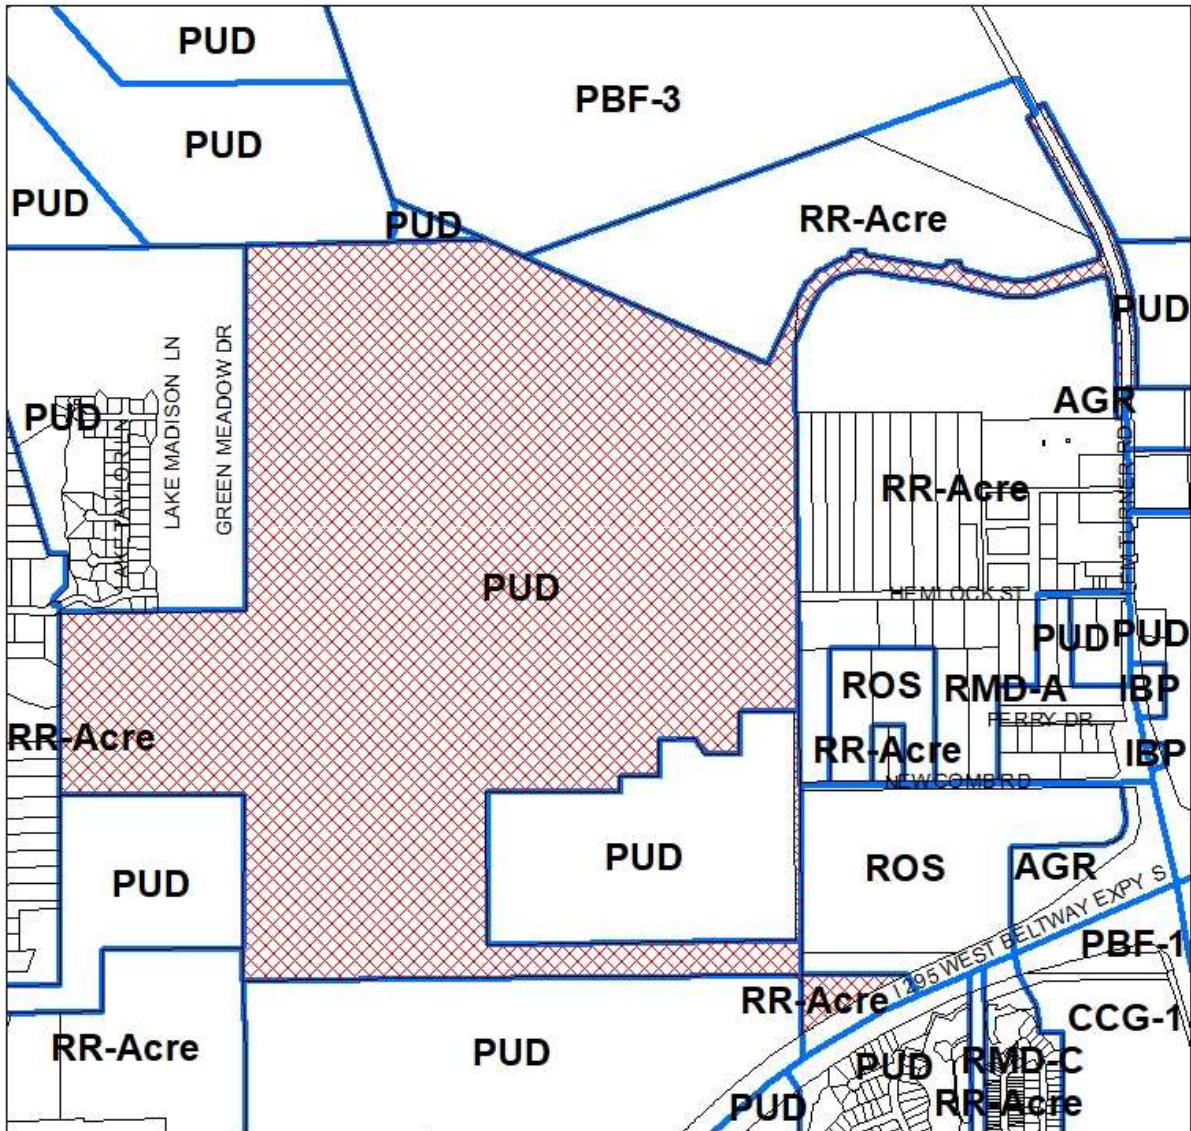 PUD
PBF-3
PUD
PUD
PUD
RR-Acre
PUD
LAKE MADISON LN
GREEN MEADOW DR
PUD
AGR
RR-Acre
PUD
HEMLOCK ST
PUD
PUD
ROS
RMD-A
IBP
PERRY DR
RR-Acre
RR-Acre
IBP
NEWCOMB RD
PUD
PUD
ROS
AGR
I 295 WEST BELTWAY EXPY S
PBF-1
RR-Acre
CCG-1
RR-Acre
PUD
PUD
RMD-C
PUD
RR-Acre